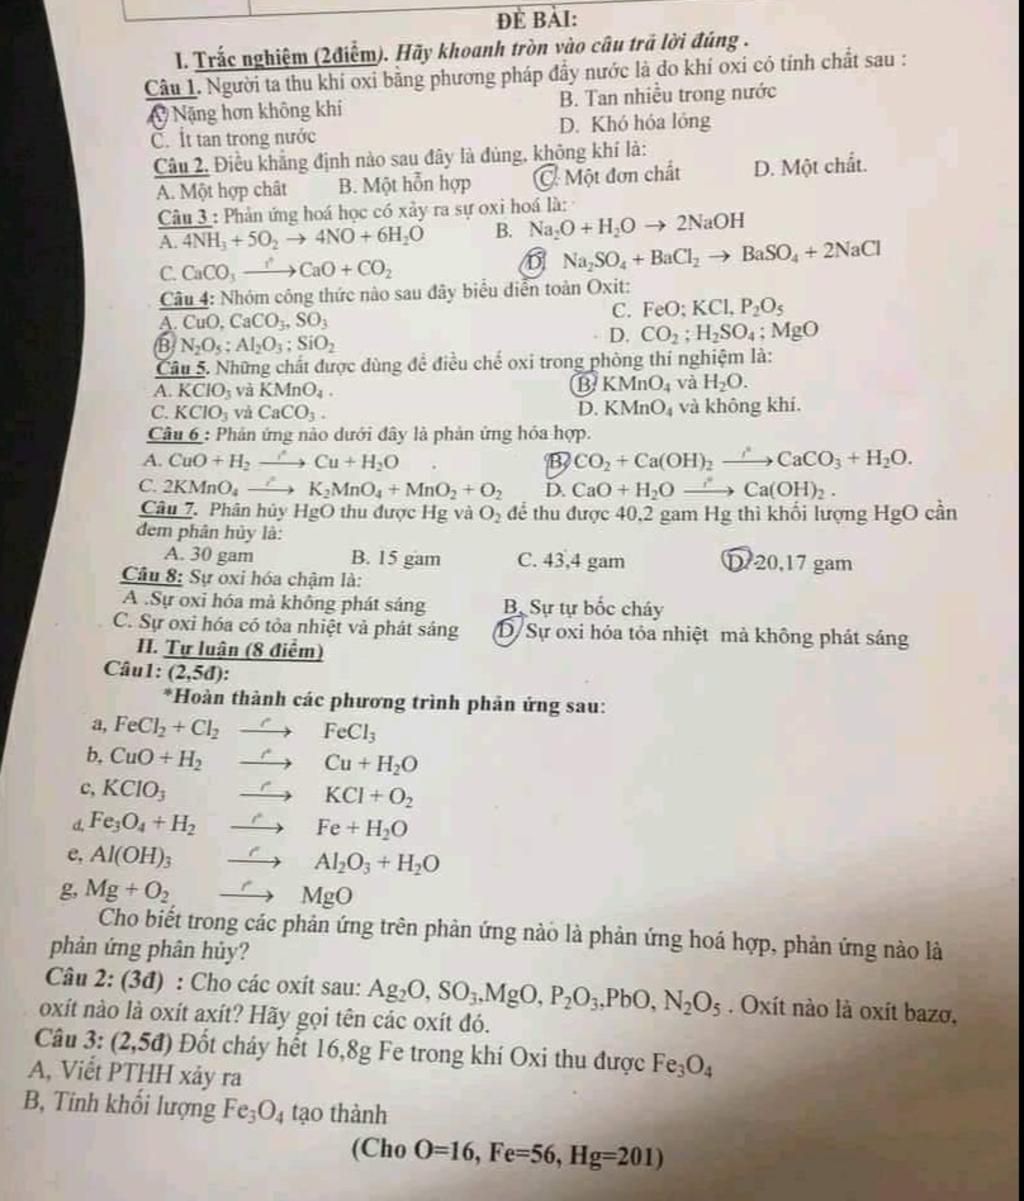 ĐỀ BÀI:
I. Trắc nghiệm (2điểm). Hãy khoanh tròn vào câu trả lời đúng .
Câu 1. Người ta thu khí oxi bằng phương pháp đẩy nước là do khí oxi có tính chất sau :
A. Nặng hơn không khí B. Tan nhiều trong nước
C. Ít tan trong nước D. Khó hóa lỏng
Câu 2. Điều khẳng định nào sau đây là đúng, không khí là:
A. Một hợp chất B. Một hỗn hợp C. Một đơn chất D. Một chất.
Câu 3 : Phản ứng hoá học có xảy ra sự oxi hoá là:
A. 4NH₃ + 5O₂ → 4NO + 6H₂O B. Na₂O + H₂O → 2NaOH
C. CaCO₃ —t°→ CaO + CO₂ D. Na₂SO₄ + BaCl₂ → BaSO₄ + 2NaCl
Câu 4: Nhóm công thức nào sau đây biểu diễn toàn Oxit:
A. CuO, CaCO₃, SO₃ C. FeO; KCl, P₂O₅
B. N₂O₅ ; Al₂O₃ ; SiO₂ D. CO₂ ; H₂SO₄ ; MgO
Câu 5. Những chất được dùng để điều chế oxi trong phòng thí nghiệm là:
A. KClO₃ và KMnO₄ . B. KMnO₄ và H₂O.
C. KClO₃ và CaCO₃ . D. KMnO₄ và không khí.
Câu 6 : Phản ứng nào dưới đây là phản ứng hóa hợp.
A. CuO + H₂ —t°→ Cu + H₂O B. CO₂ + Ca(OH)₂ —t°→ CaCO₃ + H₂O.
C. 2KMnO₄ —t°→ K₂MnO₄ + MnO₂ + O₂ D. CaO + H₂O —t°→ Ca(OH)₂ .
Câu 7. Phân hủy HgO thu được Hg và O₂ để thu được 40,2 gam Hg thì khối lượng HgO cần
đem phân hủy là:
A. 30 gam B. 15 gam C. 43,4 gam D. 20,17 gam
Câu 8: Sự oxi hóa chậm là:
A .Sự oxi hóa mà không phát sáng B. Sự tự bốc cháy
C. Sự oxi hóa có tỏa nhiệt và phát sáng D. Sự oxi hóa tỏa nhiệt mà không phát sáng
II. Tự luận (8 điểm)
Câu1: (2,5đ):
*Hoàn thành các phương trình phản ứng sau:
a, FeCl₂ + Cl₂ —t°→ FeCl₃
b, CuO + H₂ —t°→ Cu + H₂O
c, KClO₃ —t°→ KCl + O₂
d, Fe₃O₄ + H₂ —t°→ Fe + H₂O
e, Al(OH)₃ —t°→ Al₂O₃ + H₂O
g, Mg + O₂ —t°→ MgO
Cho biết trong các phản ứng trên phản ứng nào là phản ứng hoá hợp, phản ứng nào là
phản ứng phân hủy?
Câu 2: (3đ) : Cho các oxít sau: Ag₂O, SO₃,MgO, P₂O₃,PbO, N₂O₅ . Oxít nào là oxít bazơ,
oxít nào là oxít axít? Hãy gọi tên các oxít đó.
Câu 3: (2,5đ) Đốt cháy hết 16,8g Fe trong khí Oxi thu được Fe₃O₄
A, Viết PTHH xảy ra
B, Tính khối lượng Fe₃O₄ tạo thành
(Cho O=16, Fe=56, Hg=201)